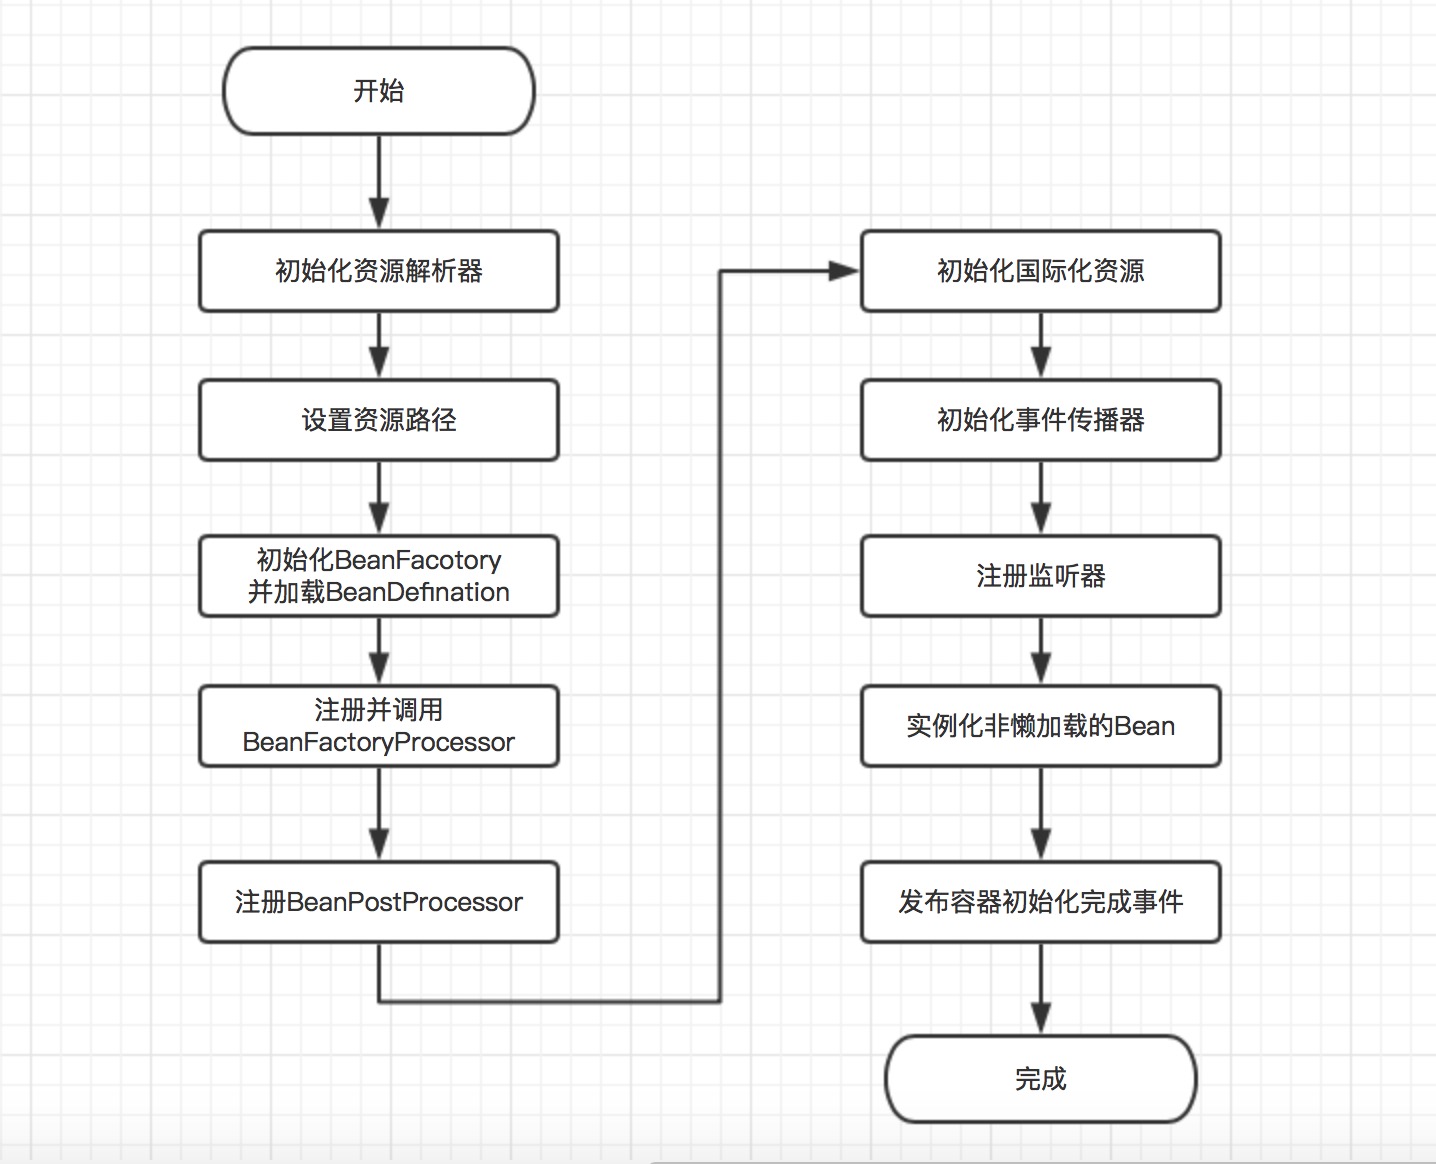 开始
初始化资源解析器
设置资源路径
初始化BeanFacotory
并加载BeanDefination
注册并调用
BeanFactoryProcessor
注册BeanPostProcessor
初始化国际化资源
初始化事件传播器
注册监听器
实例化非懒加载的Bean
发布容器初始化完成事件
完成